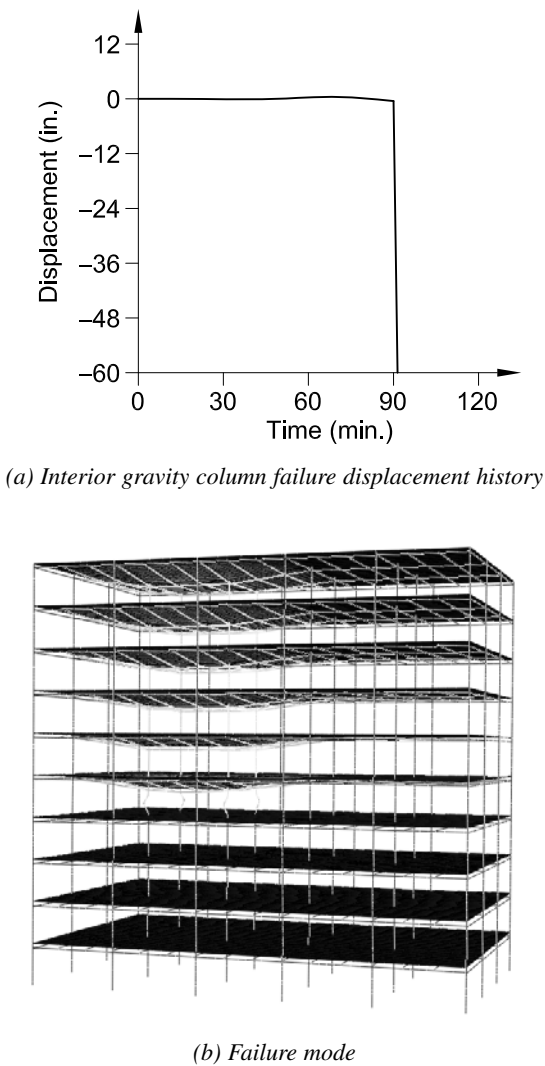 12
0
−12
−24
−36
−48
−60
Displacement (in.)
0 30 60 90 120
Time (min.)
(a) Interior gravity column failure displacement history
(b) Failure mode